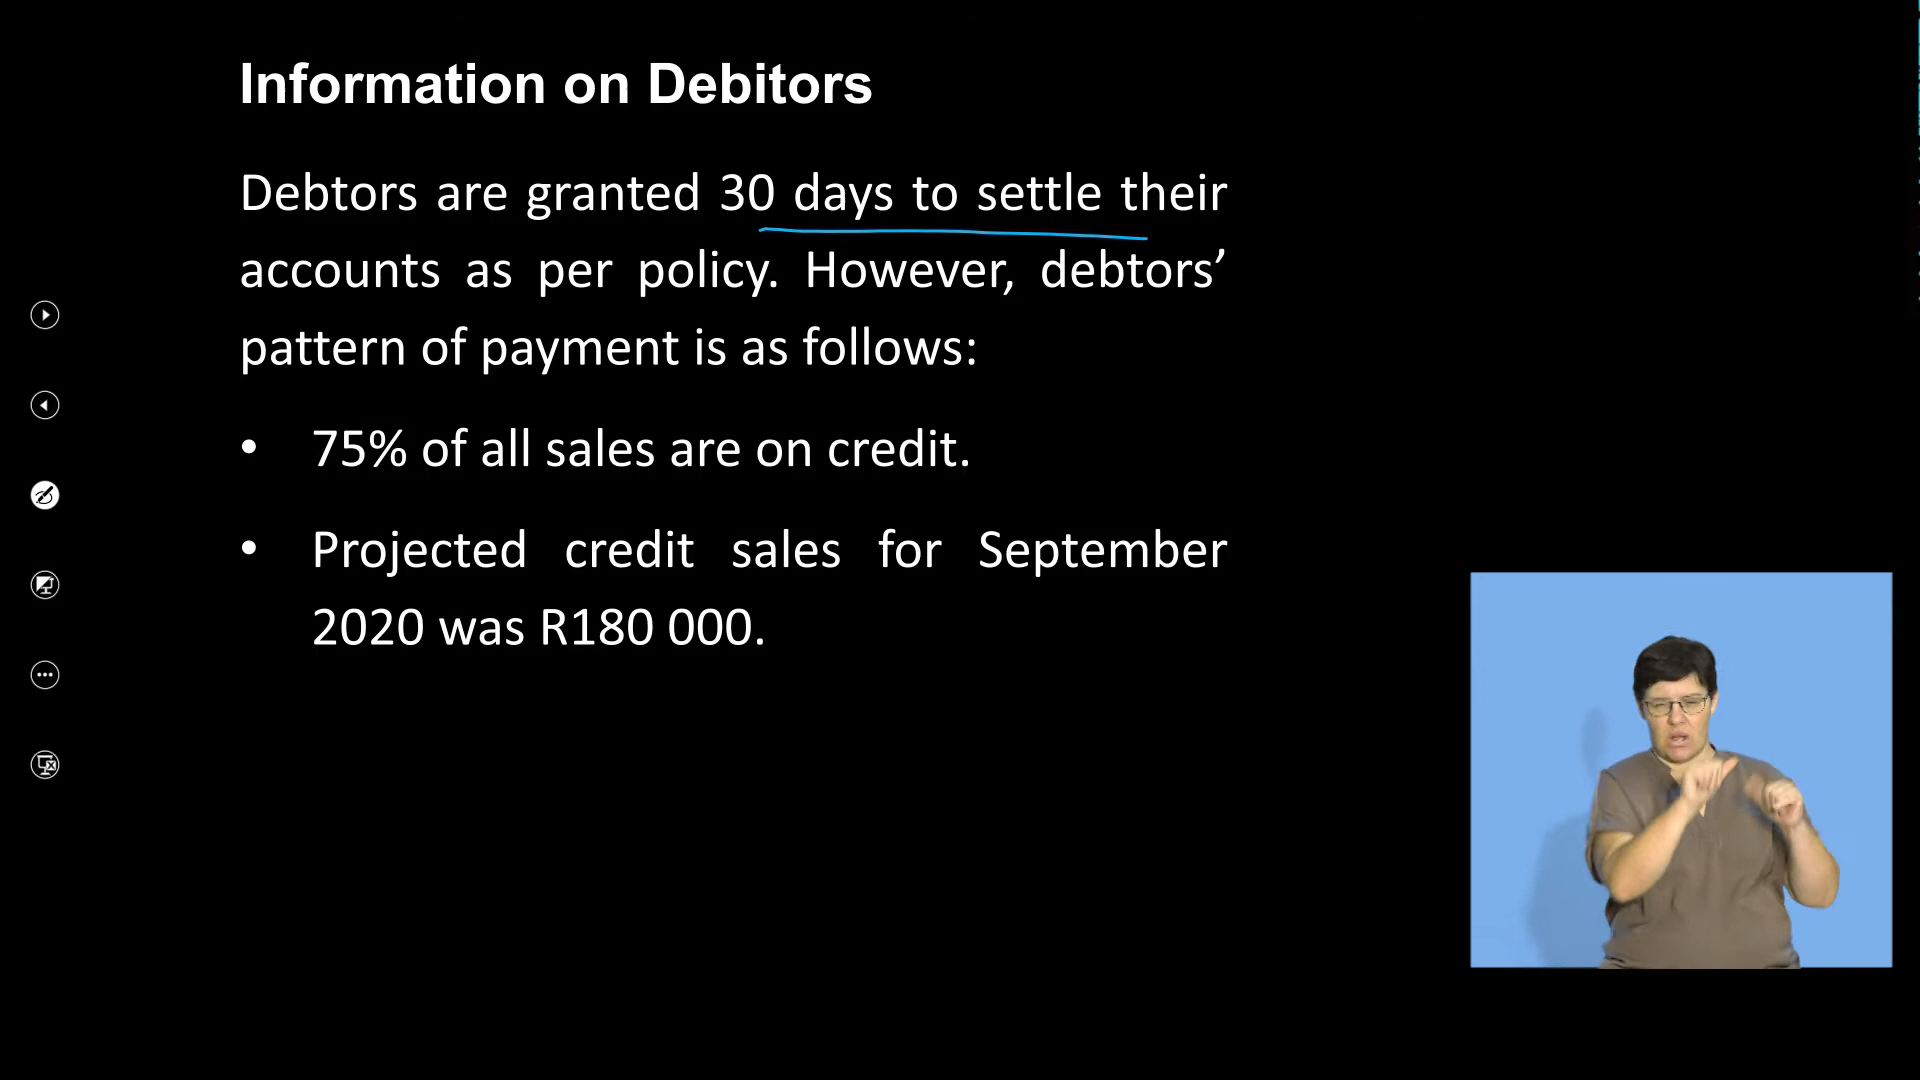 Information on Debitors
Debtors are granted 30 days to settle their
accounts as per policy. However, debtors’
pattern of payment is as follows:
• 75% of all sales are on credit.
• Projected credit sales for September
2020 was R180 000.